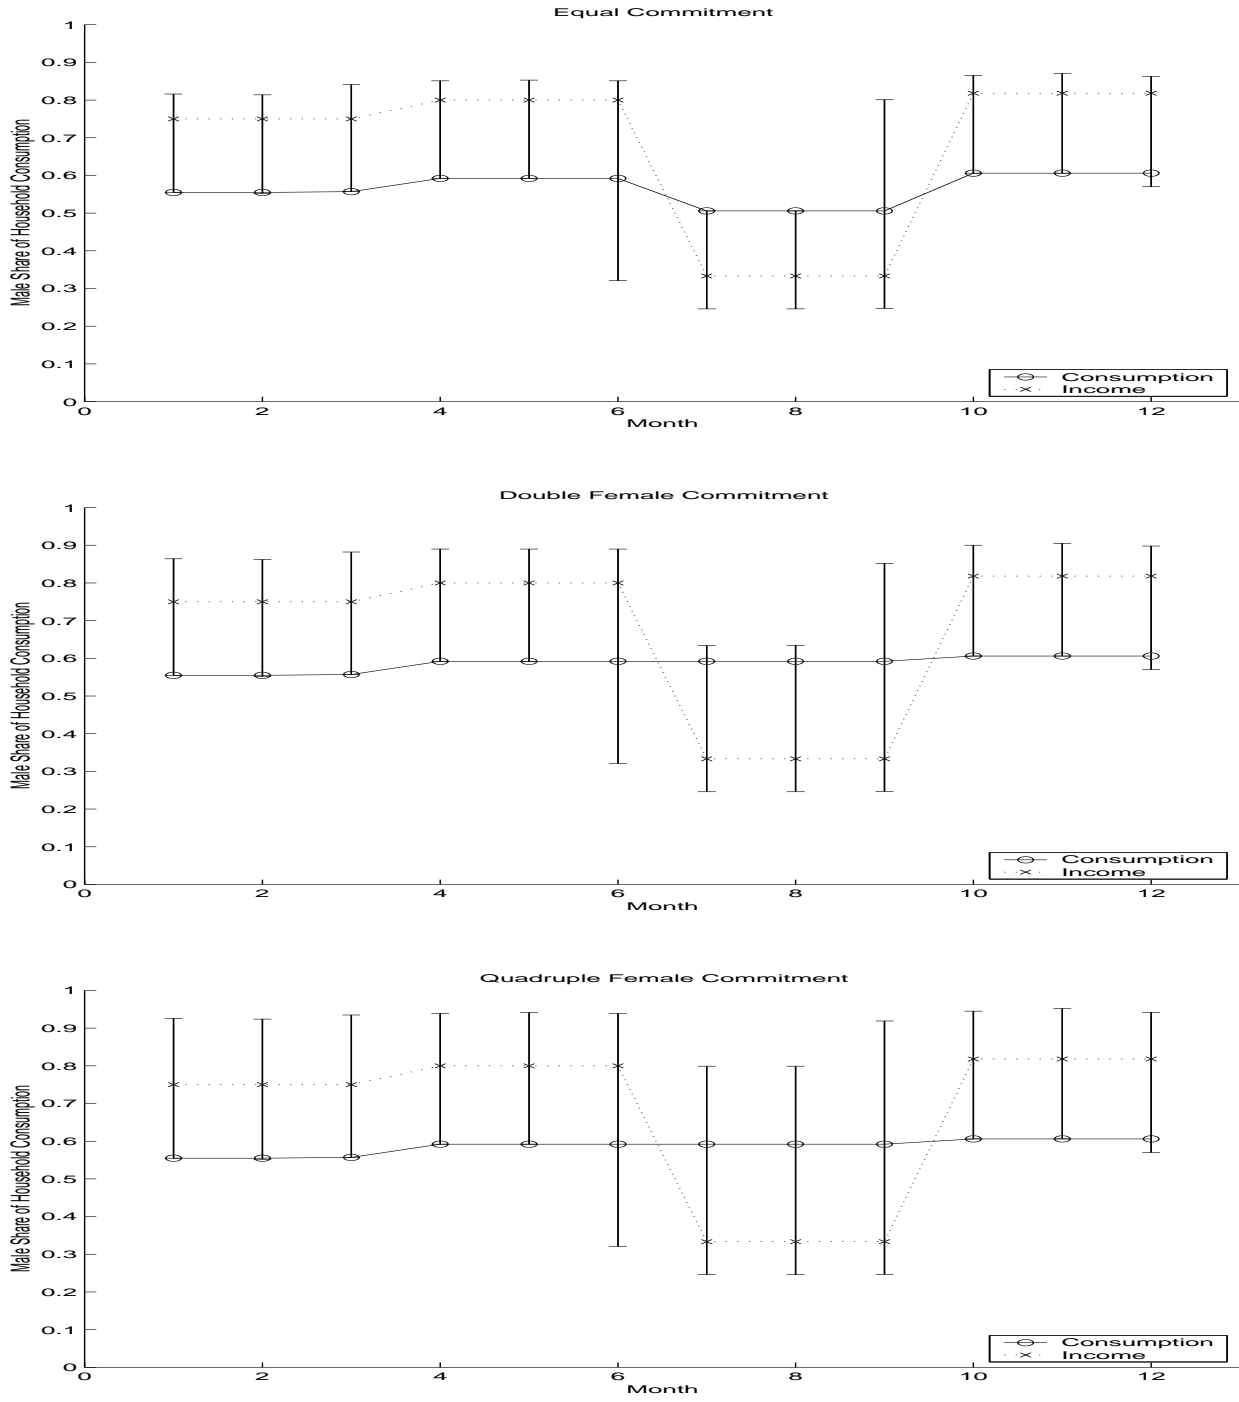 Equal Commitment
1
0.9
0.8
0.7
0.6
0.5
0.4
0.3
0.2
0.1
0
Male Share of Household Consumption
0 2 4 6 8 10 12
Month
Consumption
Income
Double Female Commitment
1
0.9
0.8
0.7
0.6
0.5
0.4
0.3
0.2
0.1
0
Male Share of Household Consumption
0 2 4 6 8 10 12
Month
Consumption
Income
Quadruple Female Commitment
1
0.9
0.8
0.7
0.6
0.5
0.4
0.3
0.2
0.1
0
Male Share of Household Consumption
0 2 4 6 8 10 12
Month
Consumption
Income